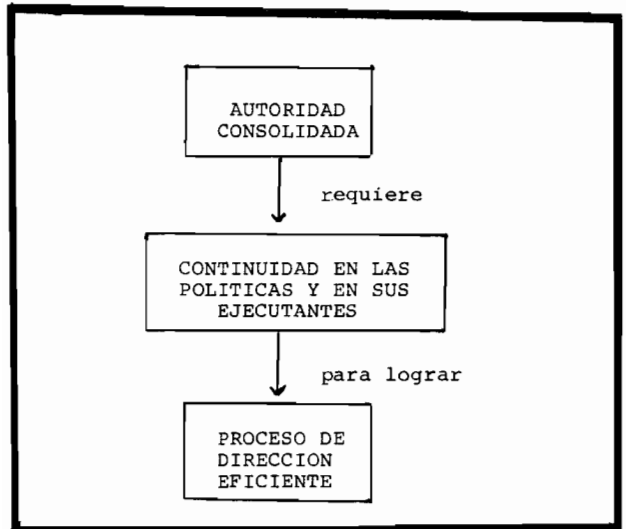 AUTORIDAD
CONSOLIDADA
requiere
CONTINUIDAD EN LAS
POLITICAS Y EN SUS
EJECUTANTES
para lograr
PROCESO DE
DIRECCION
EFICIENTE